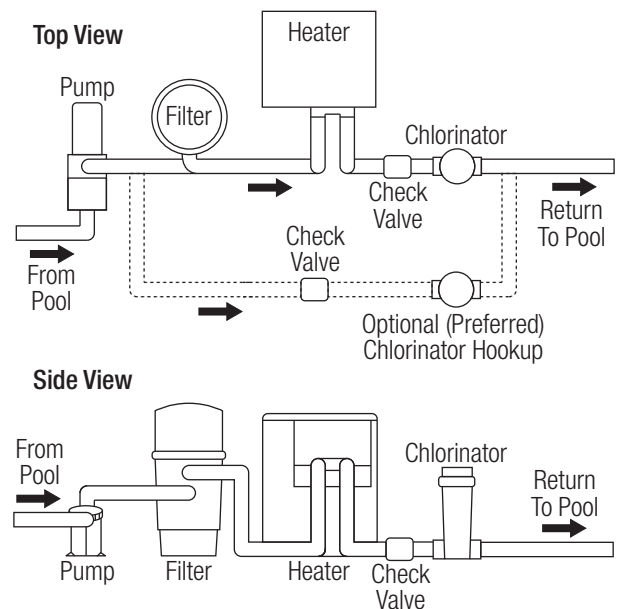 Top View
Heater
Pump
Filter
Chlorinator
Check
Valve
Return
To Pool
From
Pool
Check
Valve
Optional (Preferred)
Chlorinator Hookup
Side View
From
Pool
Chlorinator
Return
To Pool
Pump
Filter
Heater
Check
Valve